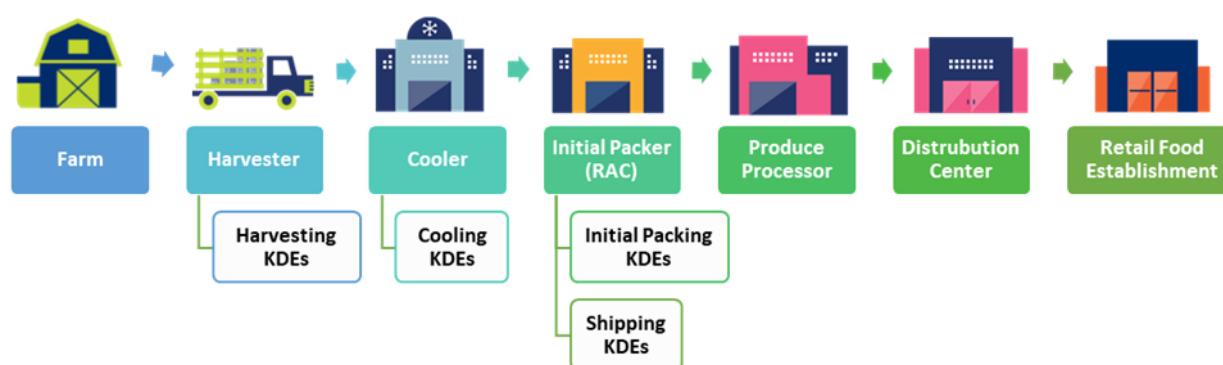 Farm
Harvester
Cooler
Initial Packer
(RAC)
Produce
Processor
Distrubution
Center
Retail Food
Establishment
Harvesting
KDEs
Cooling
KDEs
Initial Packing
KDEs
Shipping
KDEs